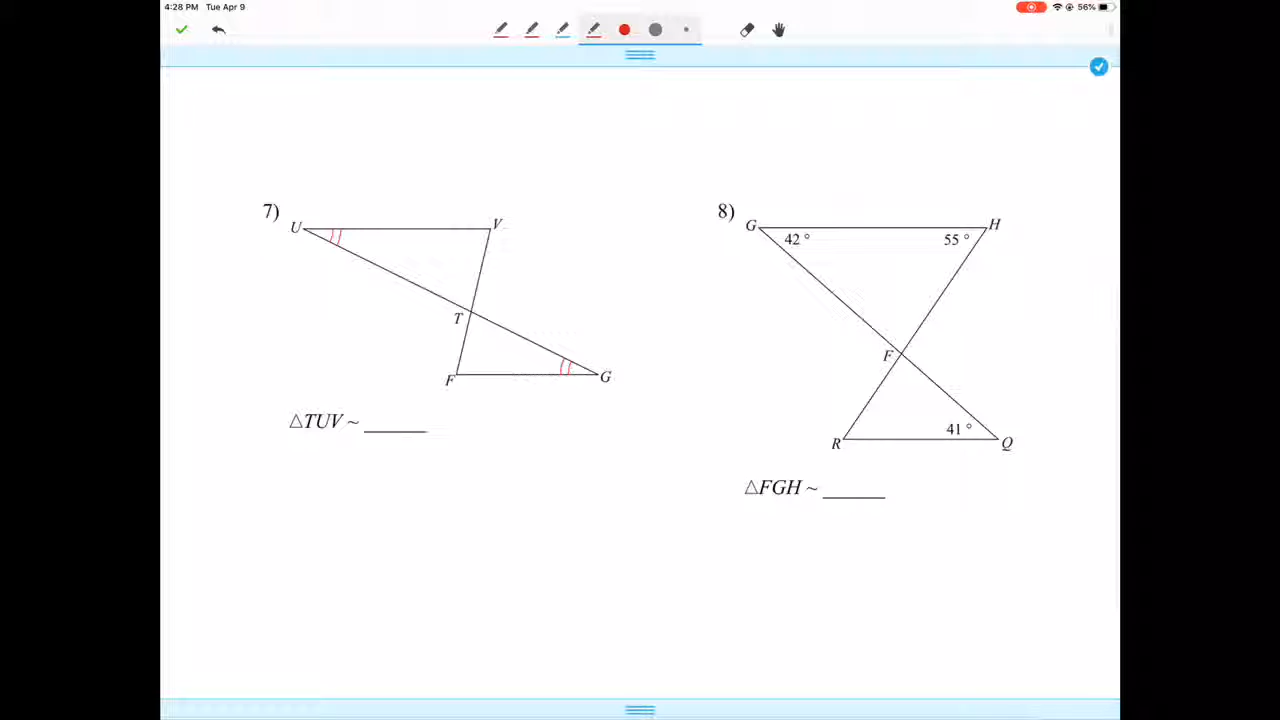 4:28 PM Tue Apr 9
56%
7)
U
V
T
F
G
△TUV ~ ______
8)
G
H
42 °
55 °
F
41 °
R
Q
△FGH ~ ______